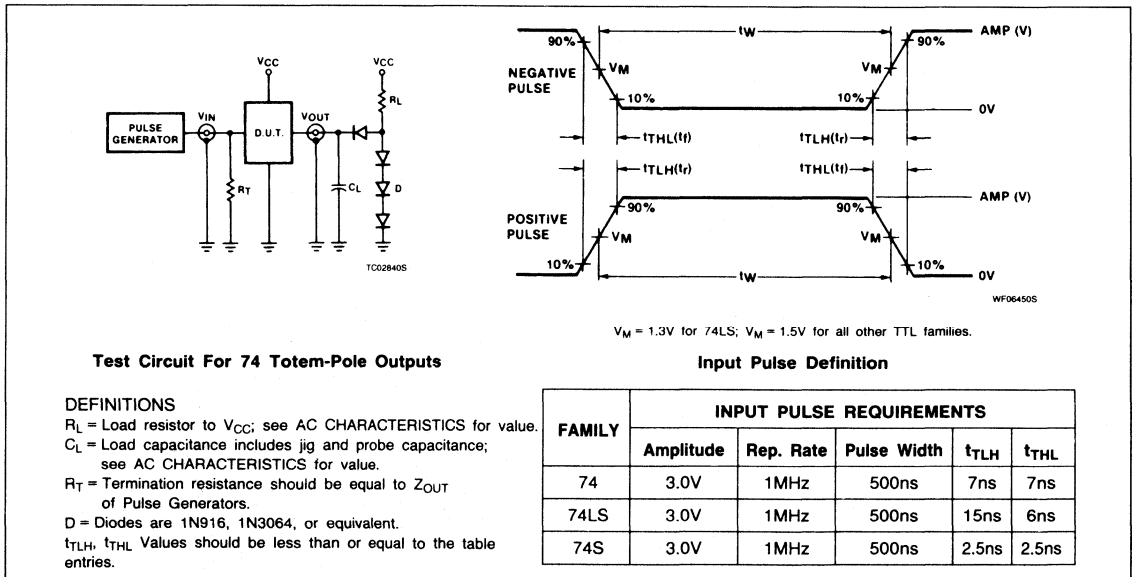 VCC
VCC
RL
PULSE
GENERATOR
VIN
D.U.T.
VOUT
RT
CL
D
TC02840S
tW
AMP (V)
90%
90%
NEGATIVE
PULSE
VM
VM
10%
10%
0V
tTHL(tf)
tTLH(tr)
tTLH(tr)
tTHL(tf)
AMP (V)
90%
90%
POSITIVE
PULSE
VM
VM
10%
10%
tW
0V
WF06450S
VM = 1.3V for 74LS; VM = 1.5V for all other TTL families.
Test Circuit For 74 Totem-Pole Outputs
Input Pulse Definition
DEFINITIONS
RL = Load resistor to VCC; see AC CHARACTERISTICS for value.
CL = Load capacitance includes jig and probe capacitance;
see AC CHARACTERISTICS for value.
RT = Termination resistance should be equal to ZOUT
of Pulse Generators.
D = Diodes are 1N916, 1N3064, or equivalent.
tTLH, tTHL Values should be less than or equal to the table
entries.
FAMILY
INPUT PULSE REQUIREMENTS
Amplitude Rep. Rate Pulse Width tTLH tTHL
74 3.0V 1MHz 500ns 7ns 7ns
74LS 3.0V 1MHz 500ns 15ns 6ns
74S 3.0V 1MHz 500ns 2.5ns 2.5ns